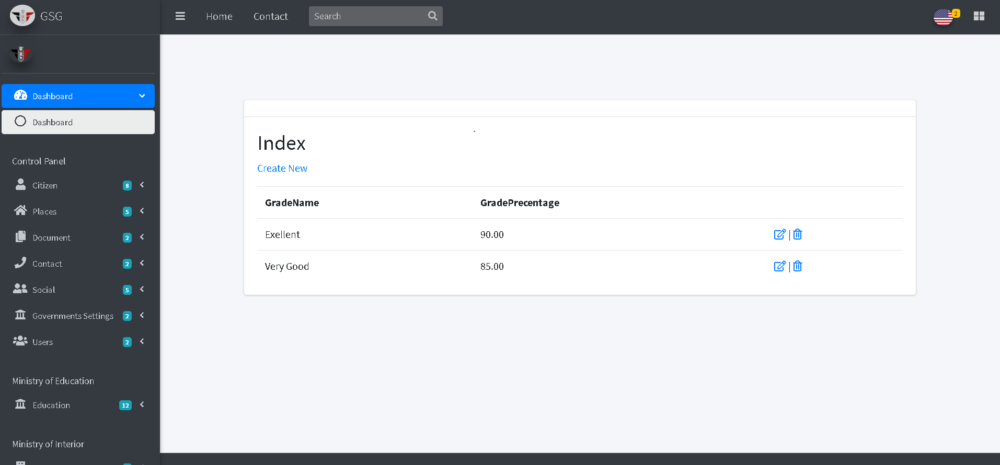 GSG
Home
Contact
Search
2
Dashboard
Dashboard
Control Panel
Citizen 8
Places 5
Document 2
Contact 2
Social 5
Governments Settings 2
Users 2
Ministry of Education
Education 12
Ministry of Interior
Index
Create New
GradeName GradePrecentage
Exellent 90.00 |
Very Good 85.00 |